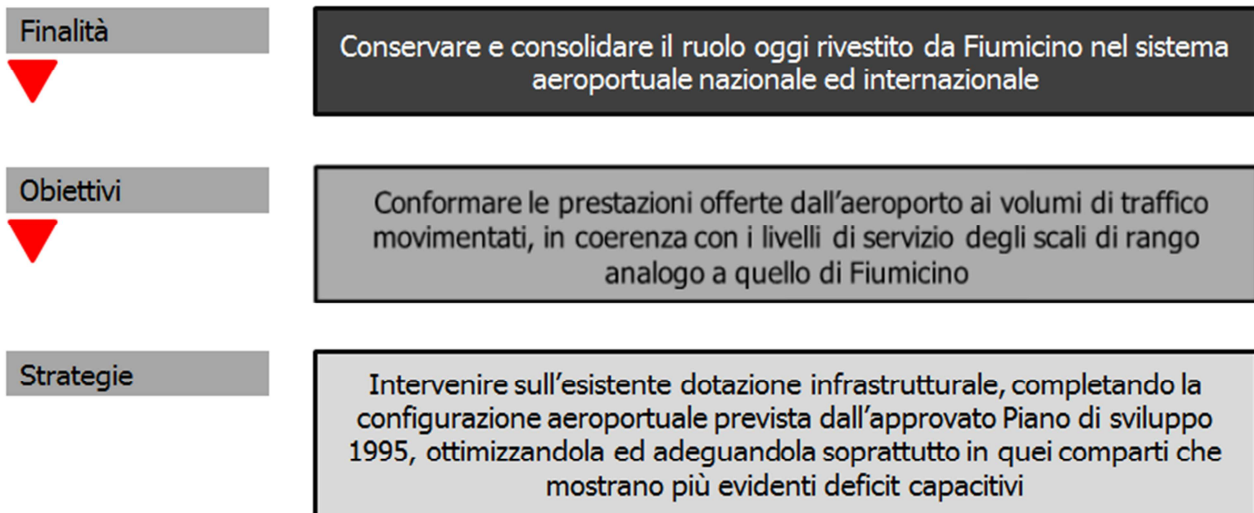 Finalità
Conservare e consolidare il ruolo oggi rivestito da Fiumicino nel sistema
aeroportuale nazionale ed internazionale
Obiettivi
Conformare le prestazioni offerte dall'aeroporto ai volumi di traffico
movimentati, in coerenza con i livelli di servizio degli scali di rango
analogo a quello di Fiumicino
Strategie
Intervenire sull'esistente dotazione infrastrutturale, completando la
configurazione aeroportuale prevista dall'approvato Piano di sviluppo
1995, ottimizzandola ed adeguandola soprattutto in quei comparti che
mostrano più evidenti deficit capacitivi